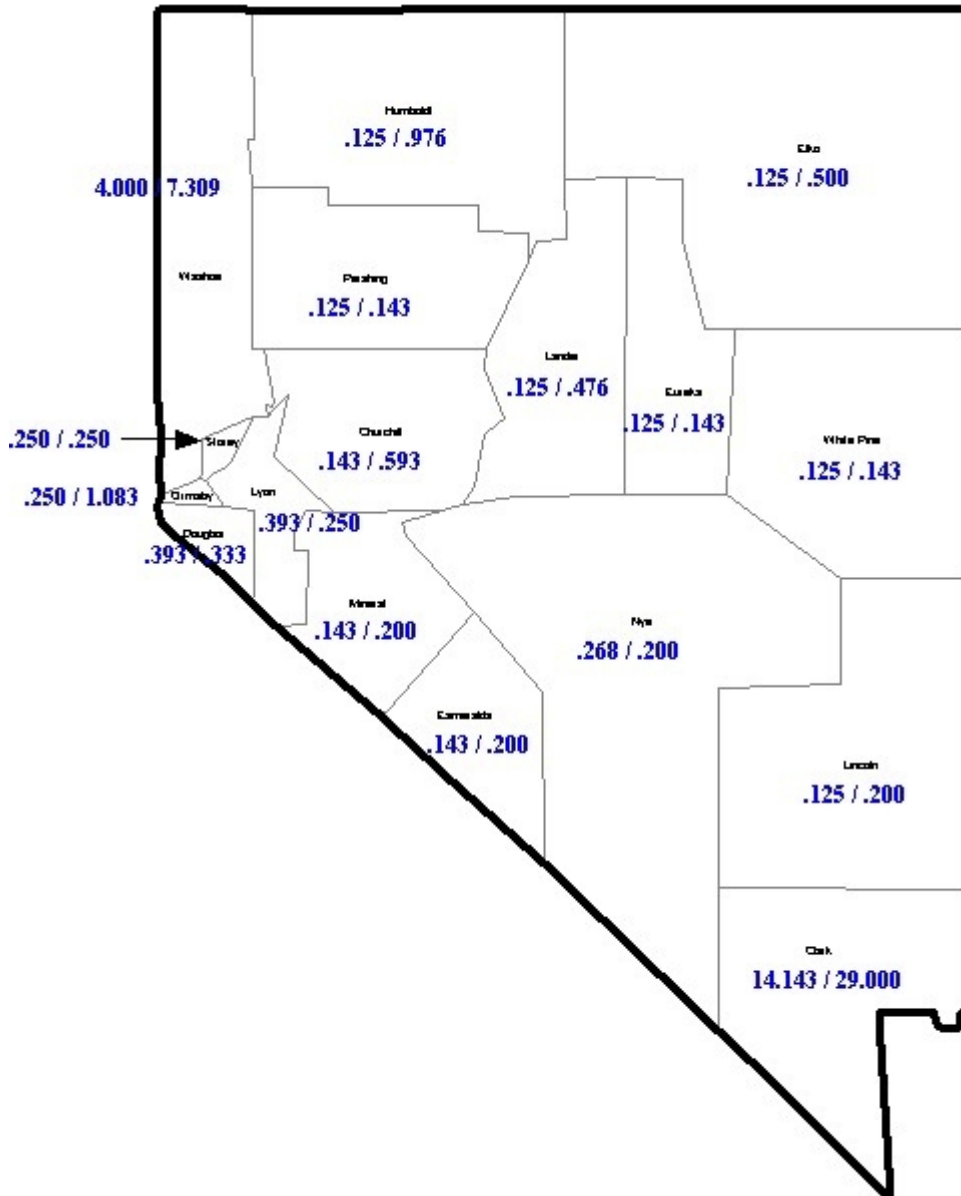 Humboldt
.125 / .976
Elko
.125 / .500
4.000 / 7.309
Washoe
Pershing
.125 / .143
Lander
.125 / .476
Eureka
.125 / .143
Churchill
.143 / .593
White Pine
.125 / .143
.250 / .250
Storey
.250 / 1.083
Ormsby
Lyon
.393 / .250
Douglas
.393 / .333
Mineral
.143 / .200
Nye
.268 / .200
Esmeralda
.143 / .200
Lincoln
.125 / .200
Clark
14.143 / 29.000